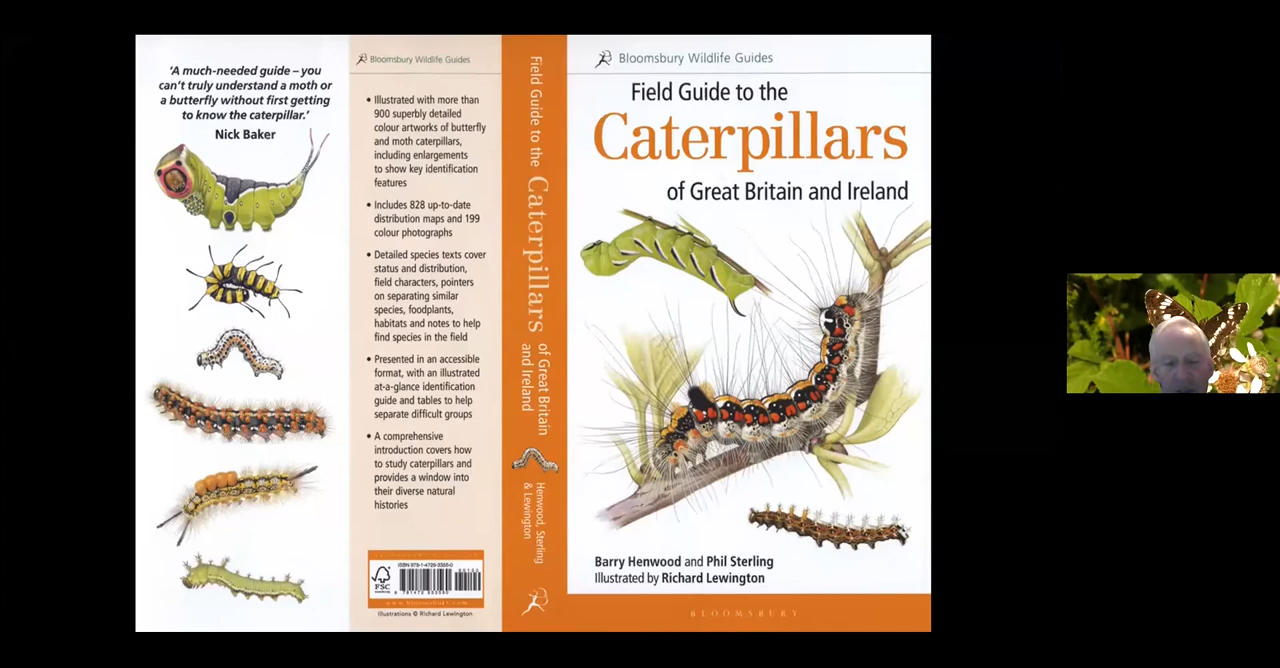 'A much-needed guide – you
can't truly understand a moth or
a butterfly without first getting
to know the caterpillar.'
Nick Baker
Bloomsbury Wildlife Guides
• Illustrated with more than
900 superbly detailed
colour artworks of butterfly
and moth caterpillars,
including enlargements
to show key identification
features
• Includes 828 up-to-date
distribution maps and 199
colour photographs
• Detailed species texts cover
status and distribution,
field characters, pointers
on separating similar
species, foodplants,
habitats and notes to help
find species in the field
• Presented in an accessible
format, with an illustrated
at-a-glance identification
guide and tables to help
separate difficult groups
• A comprehensive
introduction covers how
to study caterpillars and
provides a window into
their diverse natural
histories
FSC
www.bloomsbury.com
Illustrations © Richard Lewington
Field Guide to the
Caterpillars
of Great Britain
and Ireland
Henwood, Sterling
& Lewington
Bloomsbury Wildlife Guides
Field Guide to the
Caterpillars
of Great Britain and Ireland
Barry Henwood and Phil Sterling
Illustrated by Richard Lewington
BLOOMSBURY